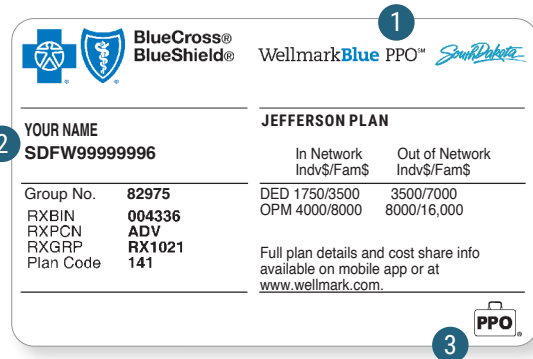 BlueCross®
BlueShield®
1
WellmarkBlue PPO℠ South Dakota
2
YOUR NAME
SDFW99999996
Group No. 82975
RXBIN 004336
RXPCN ADV
RXGRP RX1021
Plan Code 141
JEFFERSON PLAN
In Network Out of Network
Indv$/Fam$ Indv$/Fam$
DED 1750/3500 3500/7000
OPM 4000/8000 8000/16,000
Full plan details and cost share info
available on mobile app or at
www.wellmark.com.
PPO®
3